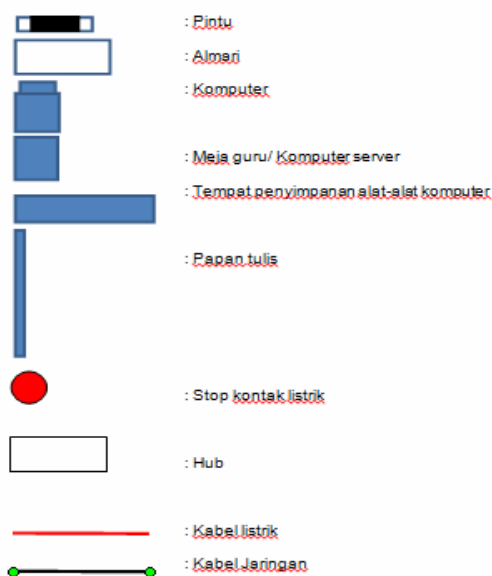 : Pintu
: Almari
: Komputer
: Meja guru/ Komputer server
: Tempat penyimpanan alat-alat komputer
: Papan tulis
: Stop kontak listrik
: Hub
: Kabel listrik
: Kabel Jaringan